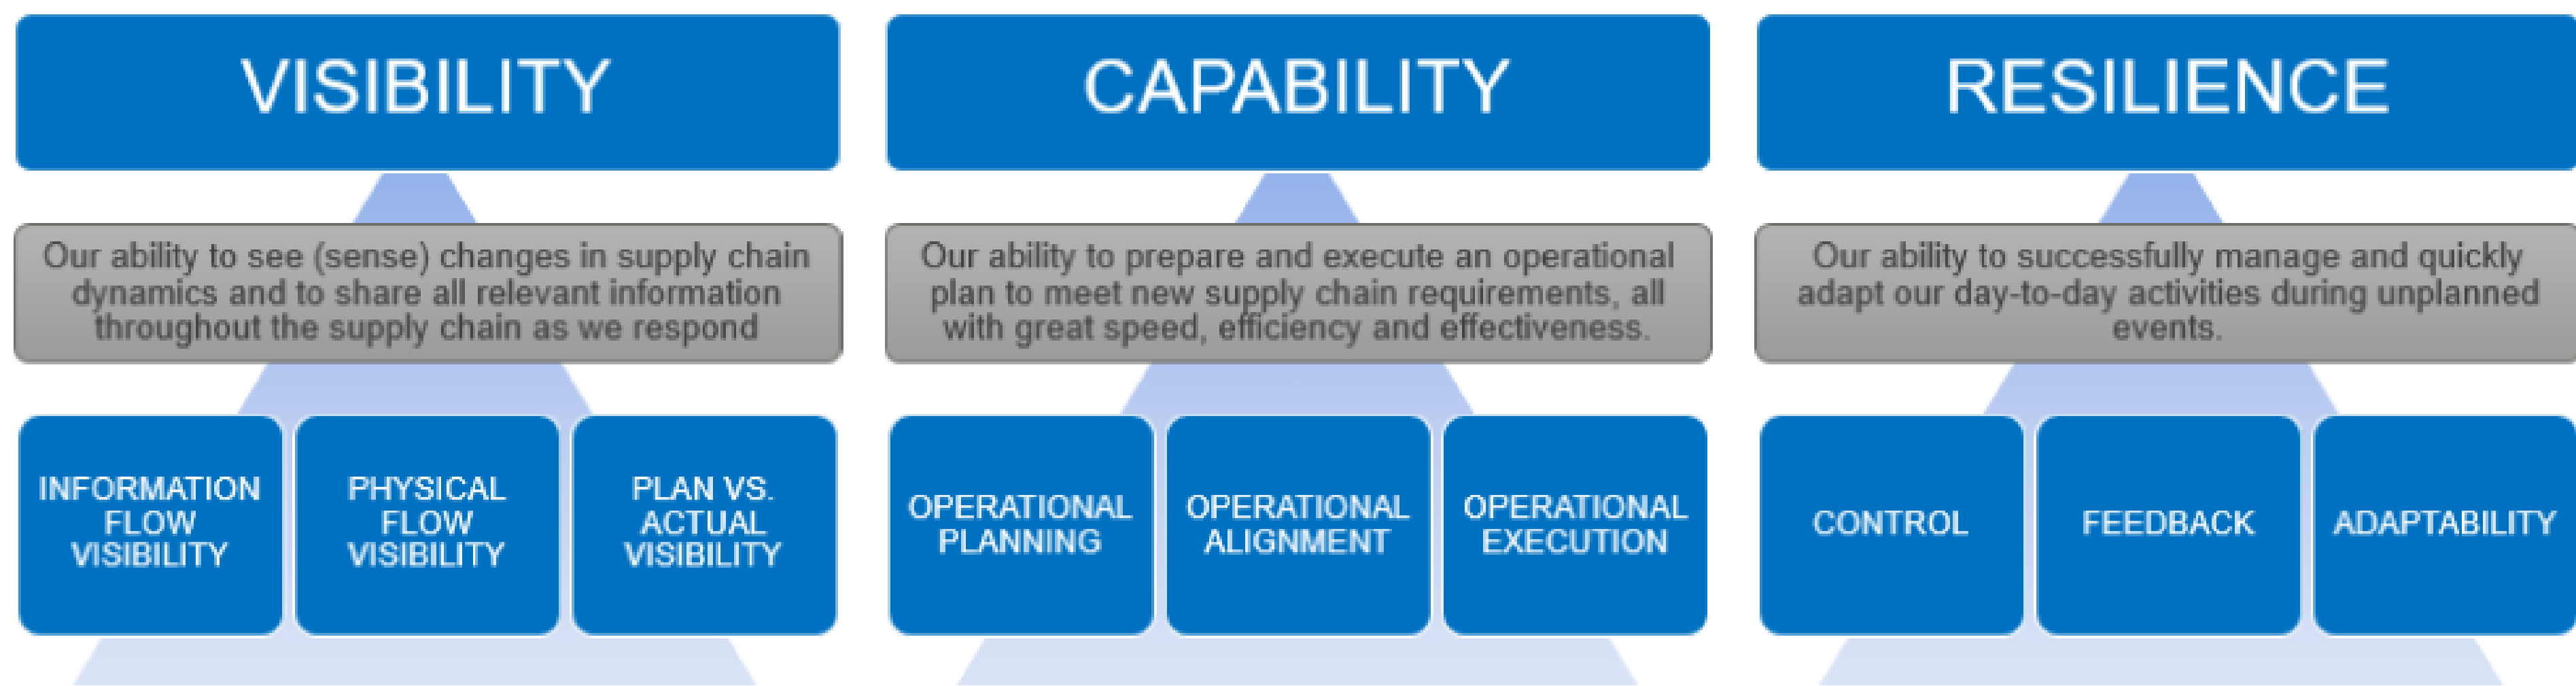 VISIBILITY
Our ability to see (sense) changes in supply chain
dynamics and to share all relevant information
throughout the supply chain as we respond
INFORMATION
FLOW
VISIBILITY
PHYSICAL
FLOW
VISIBILITY
PLAN VS.
ACTUAL
VISIBILITY
CAPABILITY
Our ability to prepare and execute an operational
plan to meet new supply chain requirements, all
with great speed, efficiency and effectiveness.
OPERATIONAL
PLANNING
OPERATIONAL
ALIGNMENT
OPERATIONAL
EXECUTION
RESILIENCE
Our ability to successfully manage and quickly
adapt our day-to-day activities during unplanned
events.
CONTROL
FEEDBACK
ADAPTABILITY